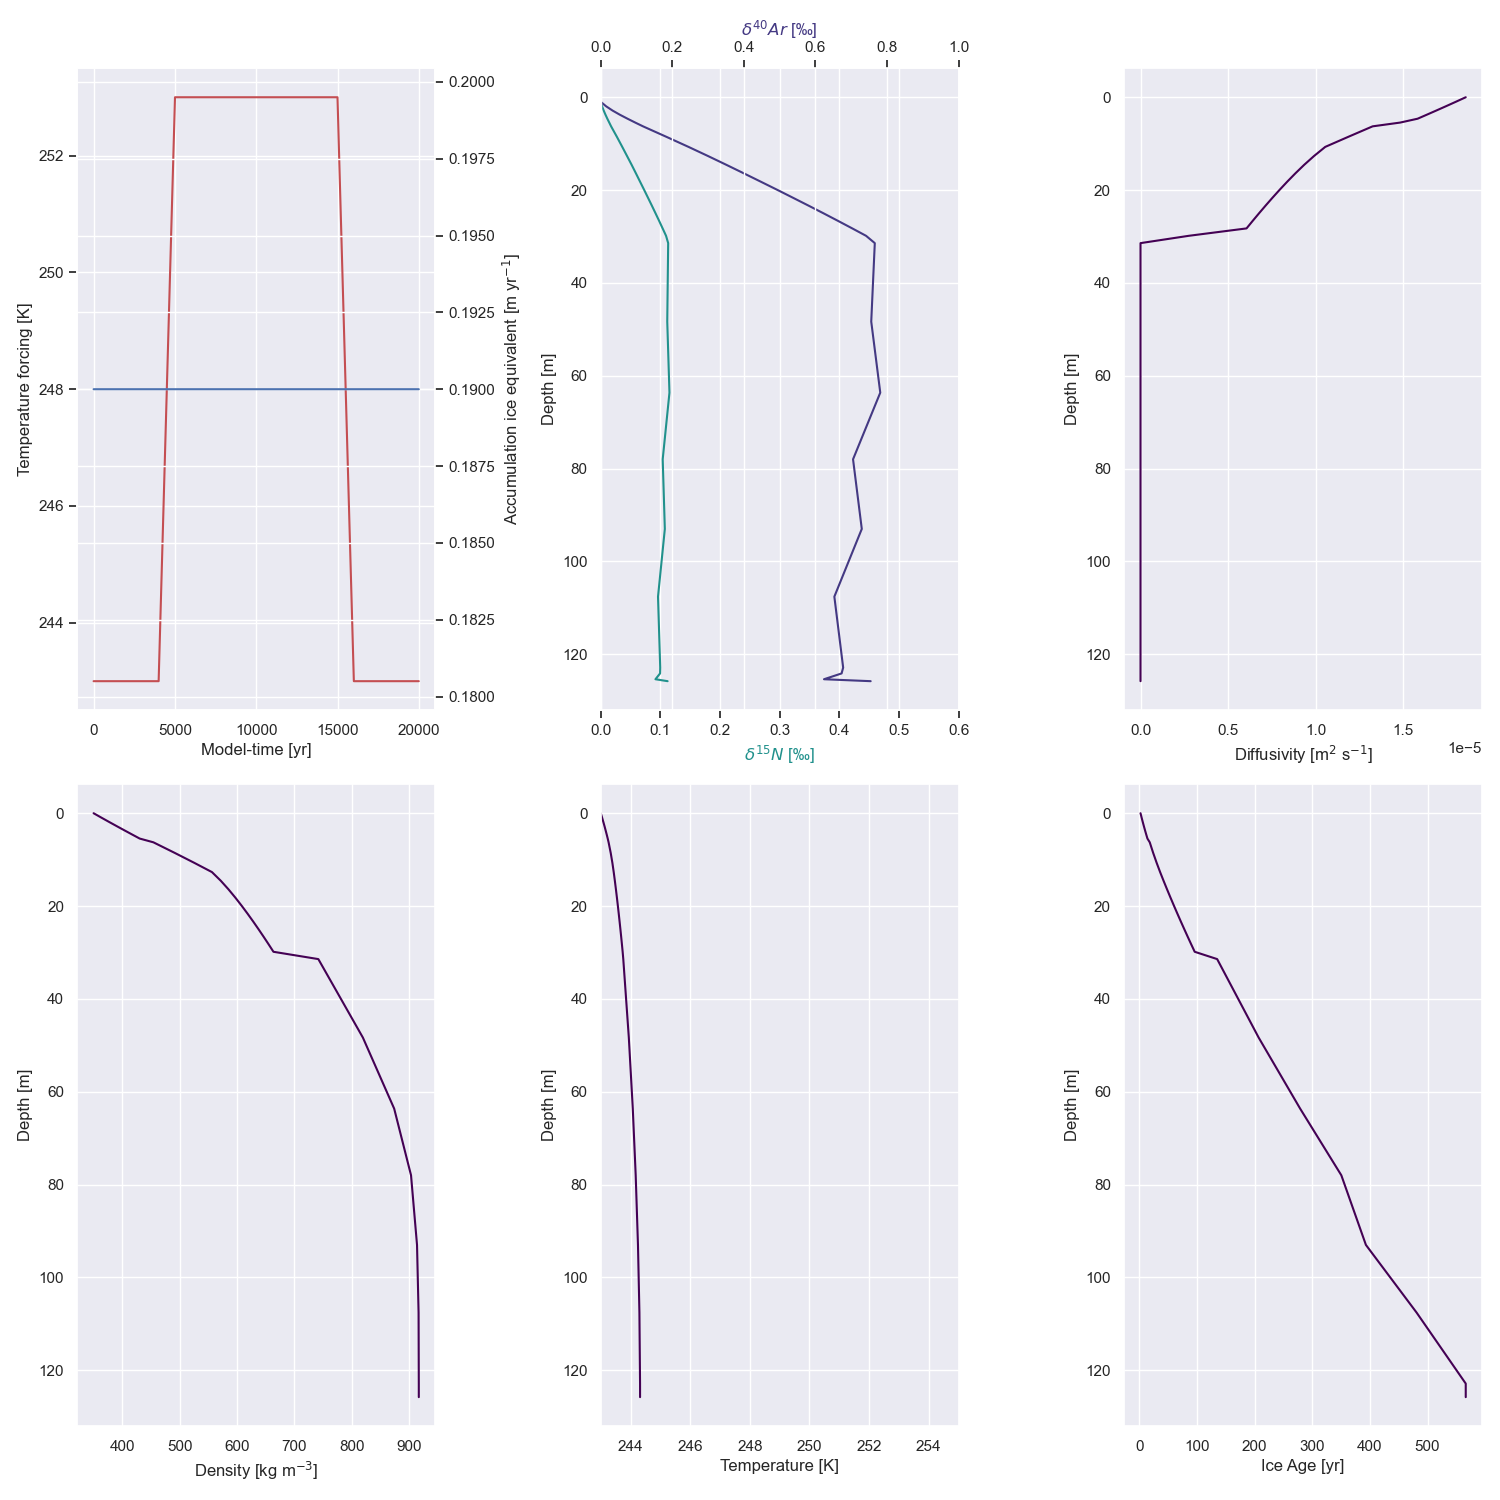 δ⁴⁰Ar [‰]
0.0 0.2 0.4 0.6 0.8 1.0
Temperature forcing [K]
252
250
248
246
244
0 5000 10000 15000 20000
Model-time [yr]
0.2000
0.1975
0.1950
0.1925
0.1900
0.1875
0.1850
0.1825
0.1800
Accumulation ice equivalent [m yr⁻¹]
Depth [m]
0
20
40
60
80
100
120
0.0 0.1 0.2 0.3 0.4 0.5 0.6
δ¹⁵N [‰]
Depth [m]
0
20
40
60
80
100
120
0.0 0.5 1.0 1.5
1e−5
Diffusivity [m² s⁻¹]
Depth [m]
0
20
40
60
80
100
120
400 500 600 700 800 900
Density [kg m⁻³]
Depth [m]
0
20
40
60
80
100
120
244 246 248 250 252 254
Temperature [K]
Depth [m]
0
20
40
60
80
100
120
0 100 200 300 400 500
Ice Age [yr]